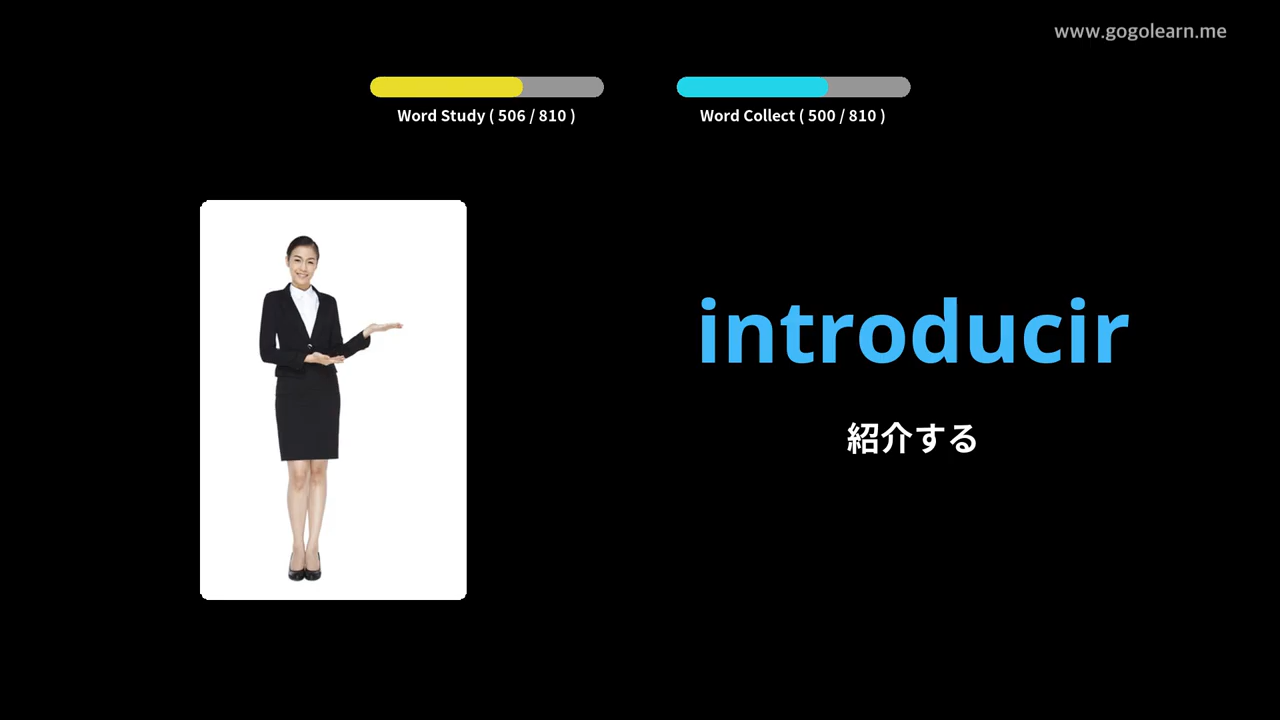 www.gogolearn.me
Word Study ( 506 / 810 )
Word Collect ( 500 / 810 )
introducir
紹介する